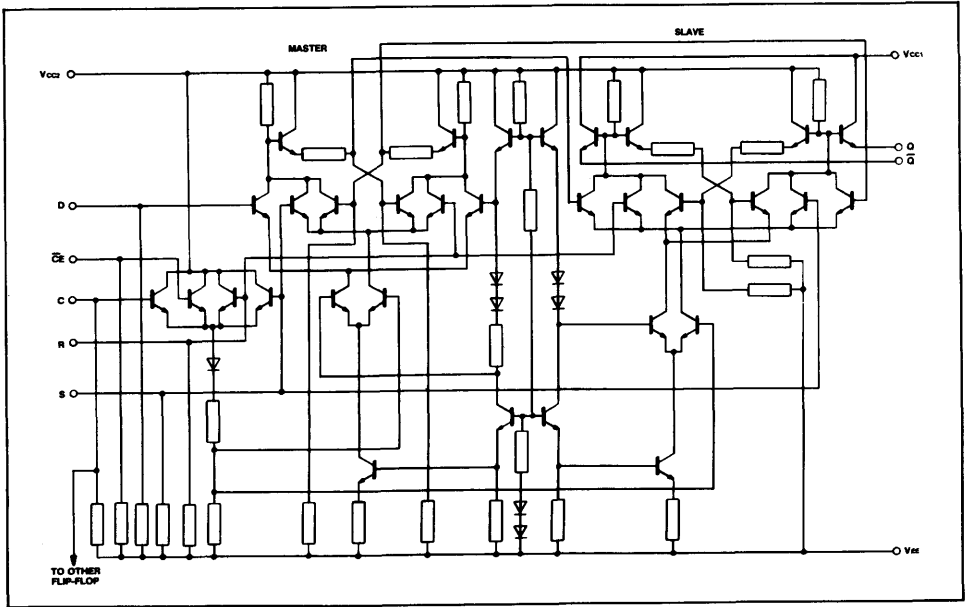 MASTER
SLAVE
VCC2
VCC1
Q
Q̅
D
C̅E̅
C
R
S
VEE
TO OTHER
FLIP-FLOP